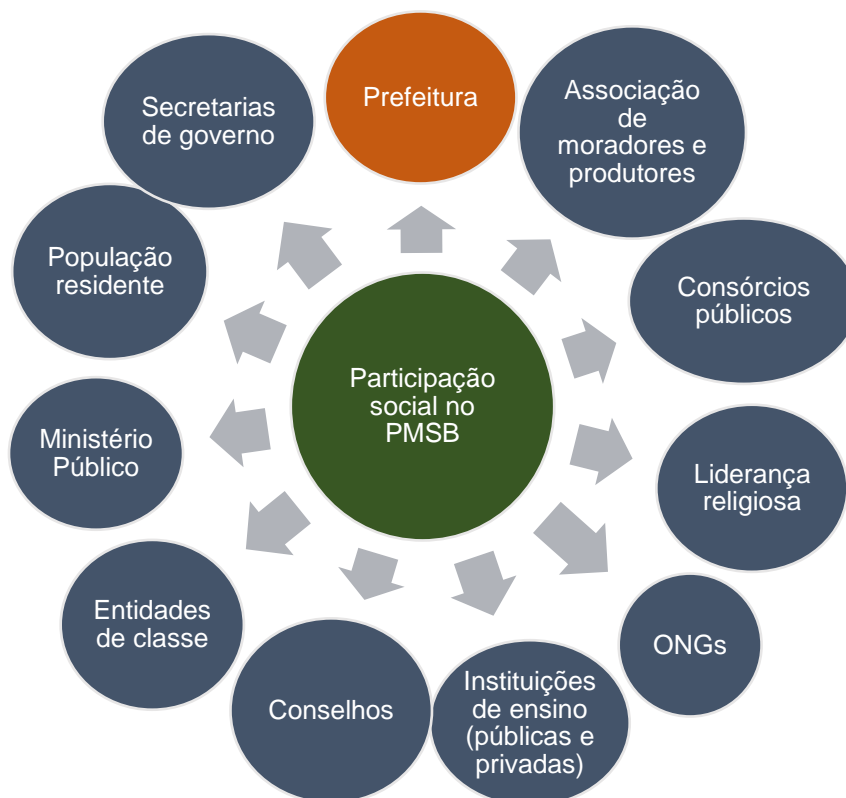 Prefeitura
Associação
de
moradores e
produtores
Consórcios
públicos
Liderança
religiosa
ONGs
Instituições
de ensino
(públicas e
privadas)
Conselhos
Entidades
de classe
Ministério
Público
População
residente
Secretarias
de governo
Participação
social no
PMSB